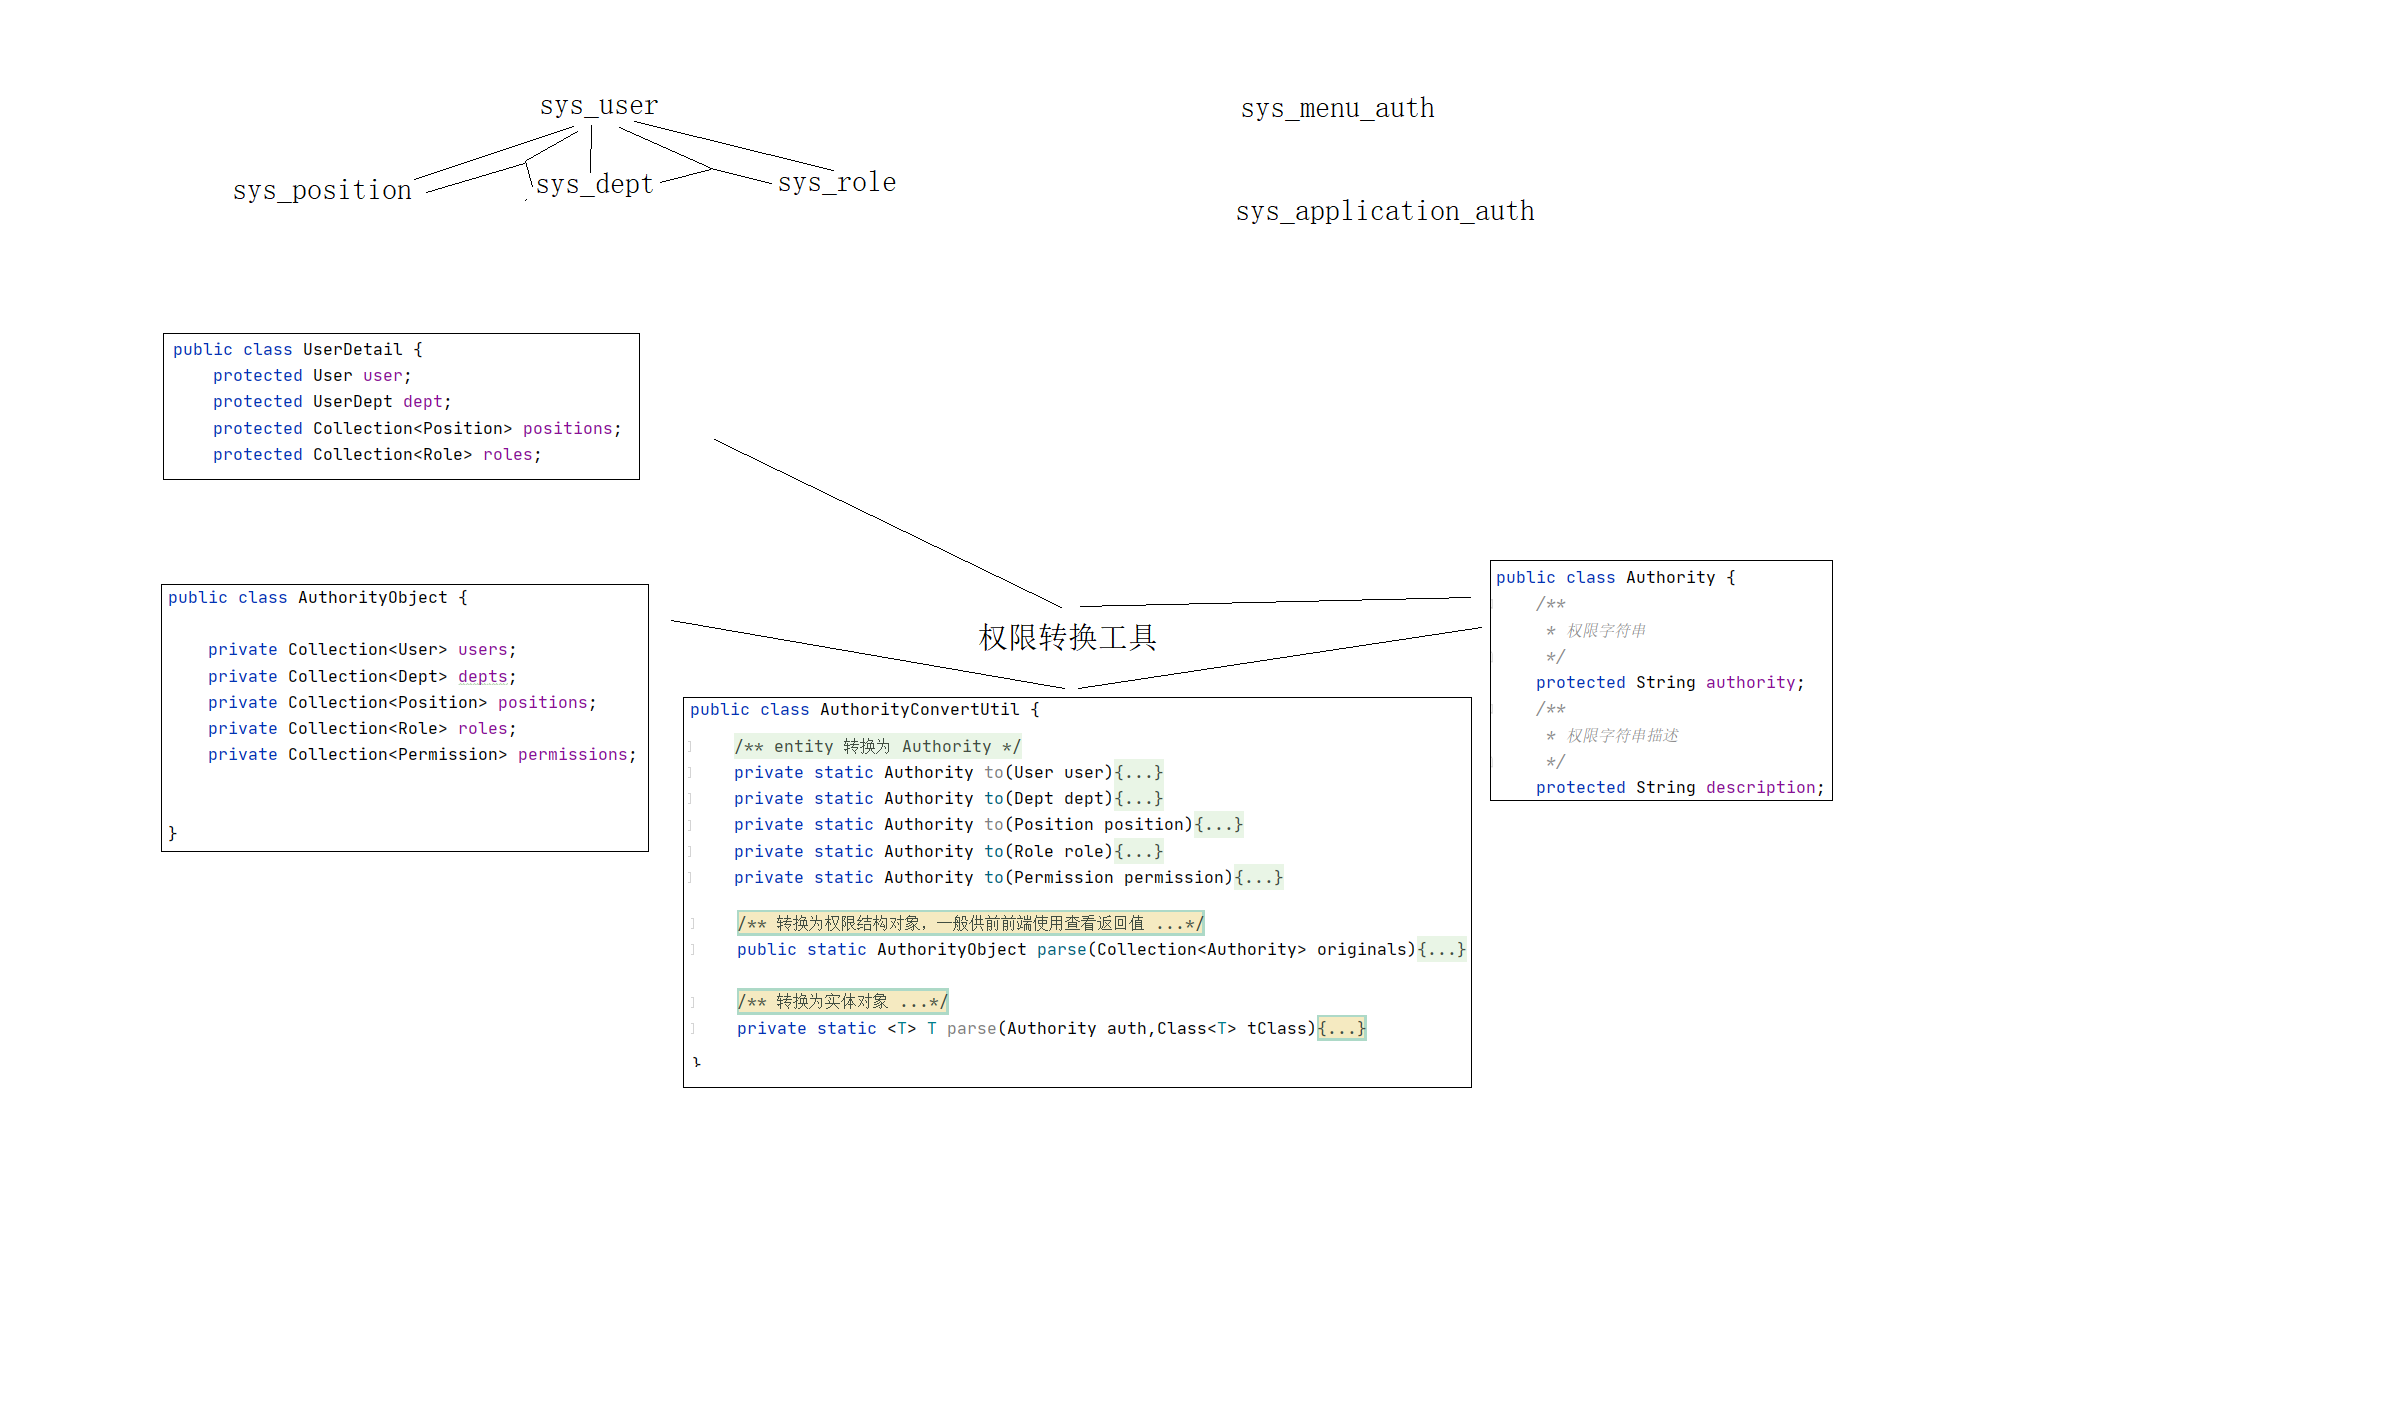 sys_user
sys_menu_auth
sys_position
sys_dept
sys_role
sys_application_auth
public class UserDetail {
protected User user;
protected UserDept dept;
protected Collection<Position> positions;
protected Collection<Role> roles;
public class AuthorityObject {
private Collection<User> users;
private Collection<Dept> depts;
private Collection<Position> positions;
private Collection<Role> roles;
private Collection<Permission> permissions;
}
权限转换工具
public class AuthorityConvertUtil {
/** entity 转换为 Authority */
private static Authority to(User user){...}
private static Authority to(Dept dept){...}
private static Authority to(Position position){...}
private static Authority to(Role role){...}
private static Authority to(Permission permission){...}
/** 转换为权限结构对象，一般供前前端使用查看返回值 ...*/
public static AuthorityObject parse(Collection<Authority> originals){...}
/** 转换为实体对象 ...*/
private static <T> T parse(Authority auth,Class<T> tClass){...}
}
public class Authority {
/**
* 权限字符串
*/
protected String authority;
/**
* 权限字符串描述
*/
protected String description;